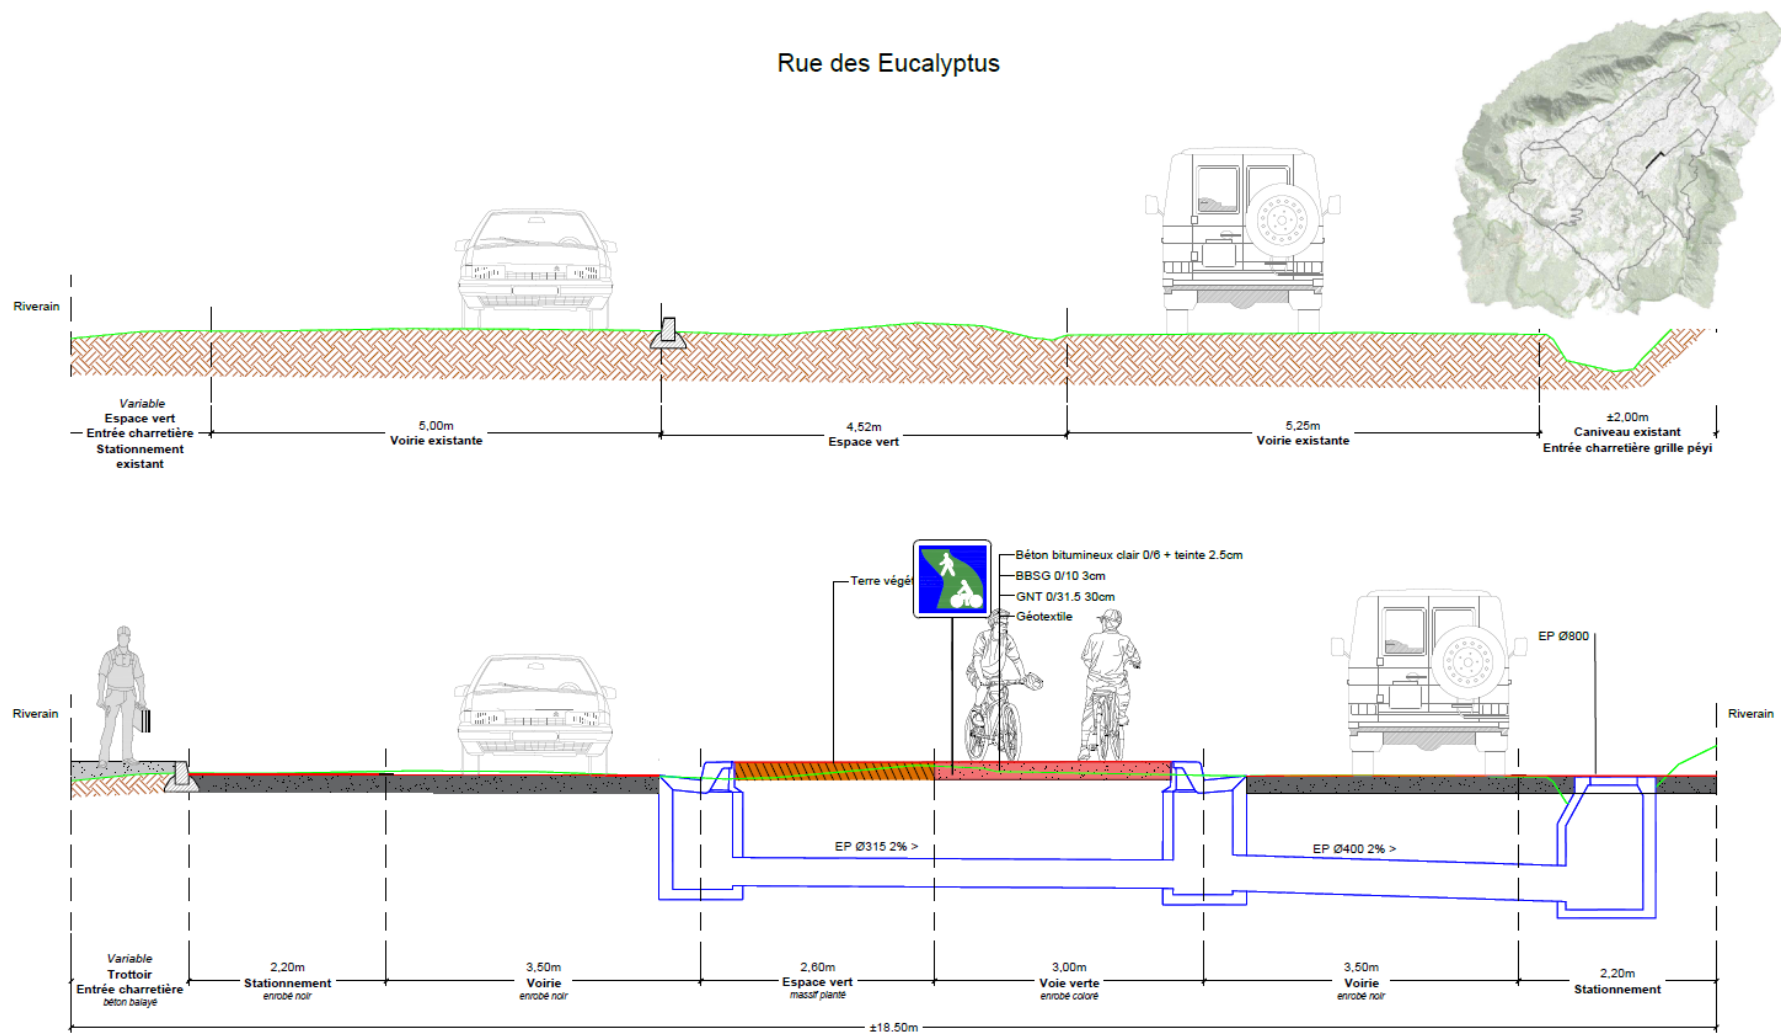 Rue des Eucalyptus
Riverain
Variable
Espace vert
Entrée charretière
Stationnement
existant
5,00m
Voirie existante
4,52m
Espace vert
5,25m
Voirie existante
±2,00m
Caniveau existant
Entrée charretière grille péyi
Terre végét
Béton bitumineux clair 0/6 + teinte 2.5cm
BBSG 0/10 3cm
GNT 0/31.5 30cm
Géotextile
EP Ø800
Riverain
Riverain
EP Ø315 2% >
EP Ø400 2% >
Variable
Trottoir
Entrée charretière
béton balayé
2,20m
Stationnement
enrobé noir
3,50m
Voirie
enrobé noir
2,60m
Espace vert
massif planté
3,00m
Voie verte
enrobé coloré
3,50m
Voirie
enrobé noir
2,20m
Stationnement
±18.50m